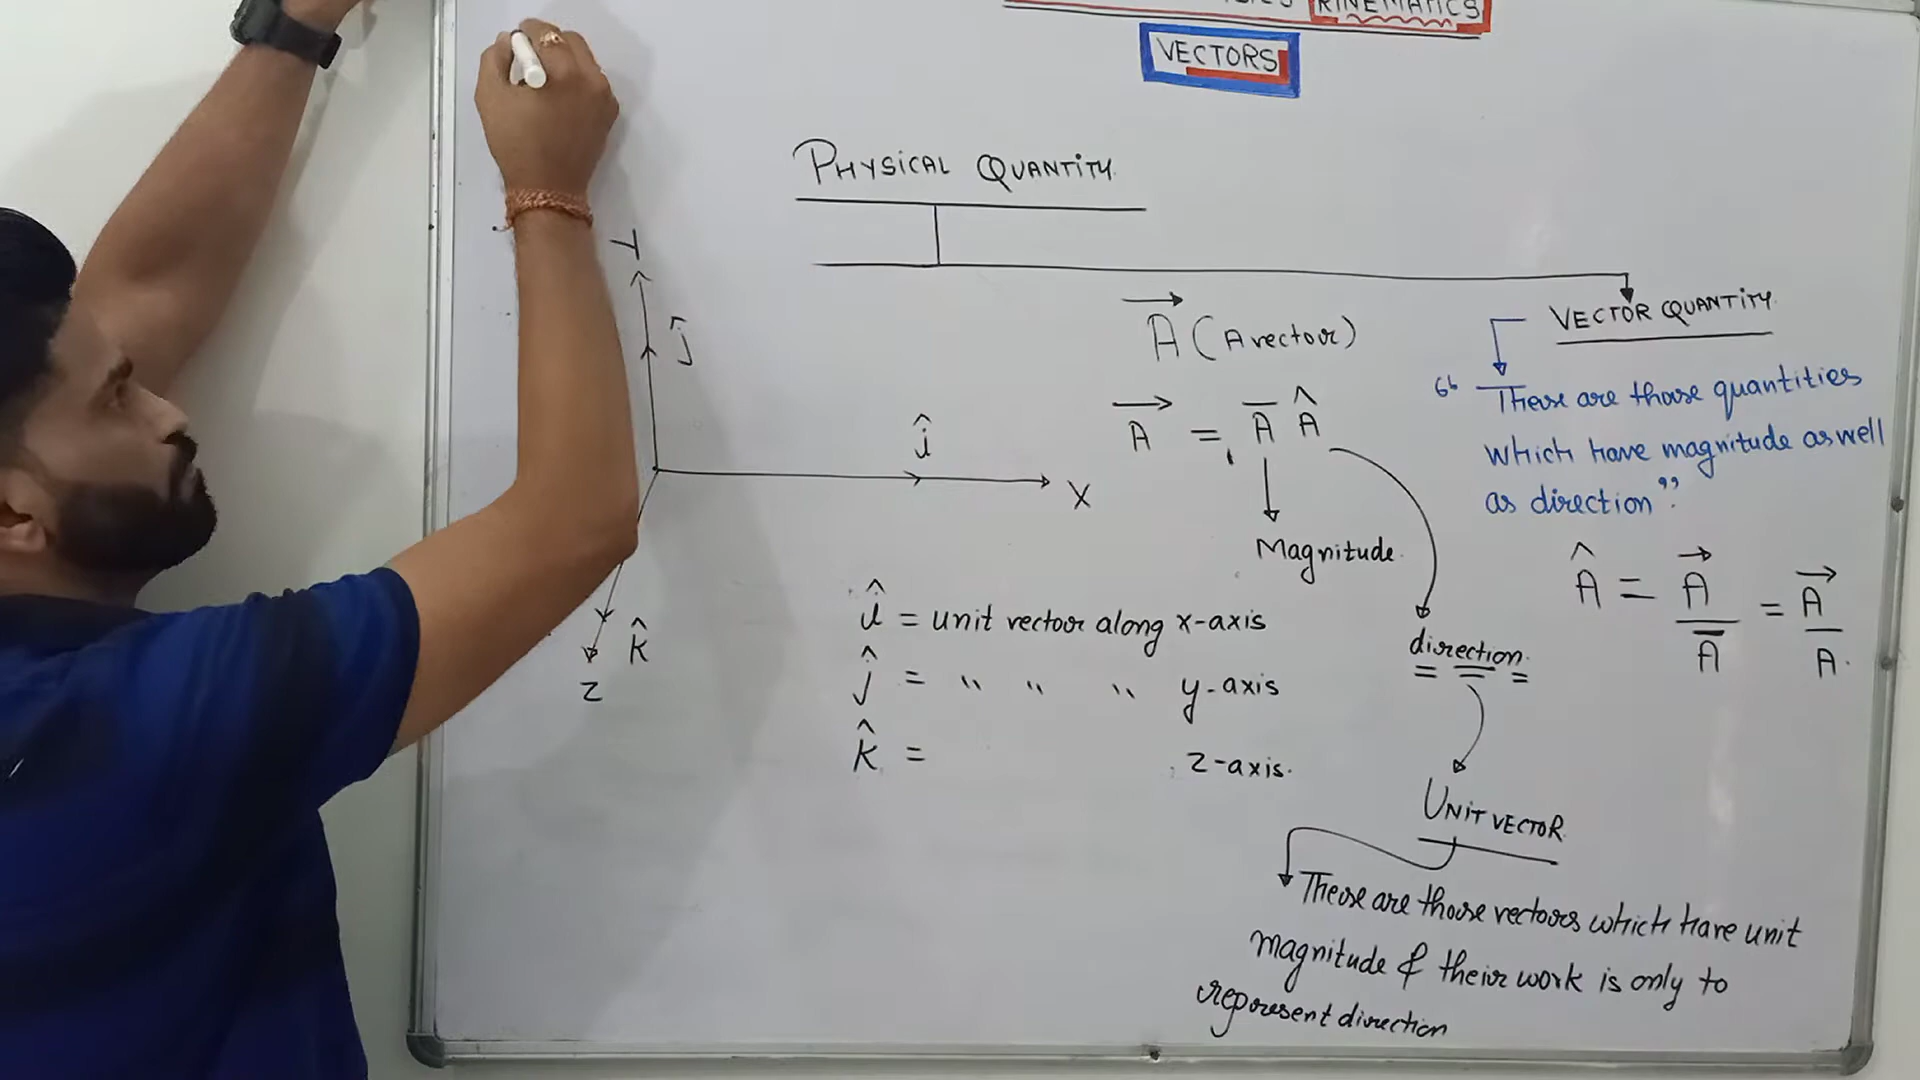 KINEMATICS
VECTORS
PHYSICAL QUANTITY
VECTOR QUANTITY
“ These are those quantities
which have magnitude as well
as direction”.
A⃗ (A vector)
A⃗ = A̅ Â
Magnitude.
direction.
Â = A⃗ / A̅ = A⃗ / A.
Y
ĵ
î
X
k̂
Z
î = unit vector along x-axis
ĵ = " " " y-axis
k̂ = z-axis.
UNIT VECTOR
These are those vectors which have unit
magnitude & their work is only to
represent direction